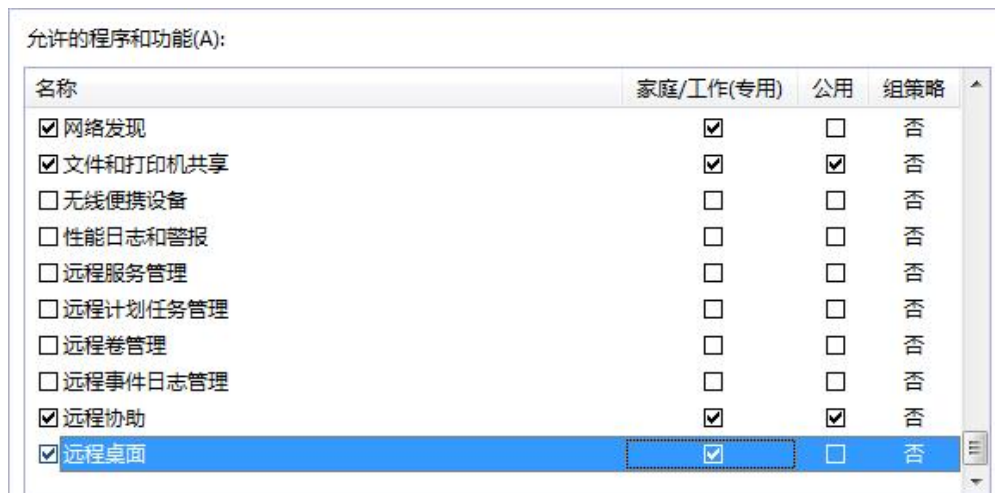 允许的程序和功能(A):
名称 家庭/工作(专用) 公用 组策略
网络发现 否
文件和打印机共享 否
无线便携设备 否
性能日志和警报 否
远程服务管理 否
远程计划任务管理 否
远程卷管理 否
远程事件日志管理 否
远程协助 否
远程桌面 否